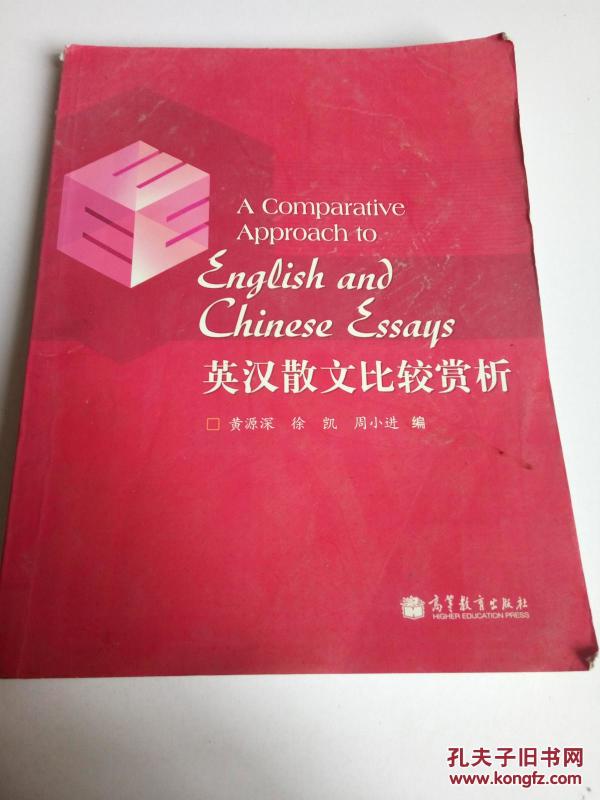 A Comparative
Approach to
English and
Chinese Essays
英汉散文比较赏析
黄源深 徐 凯 周小进 编
高等教育出版社
HIGHER EDUCATION PRESS
孔夫子旧书网
www.kongfz.com